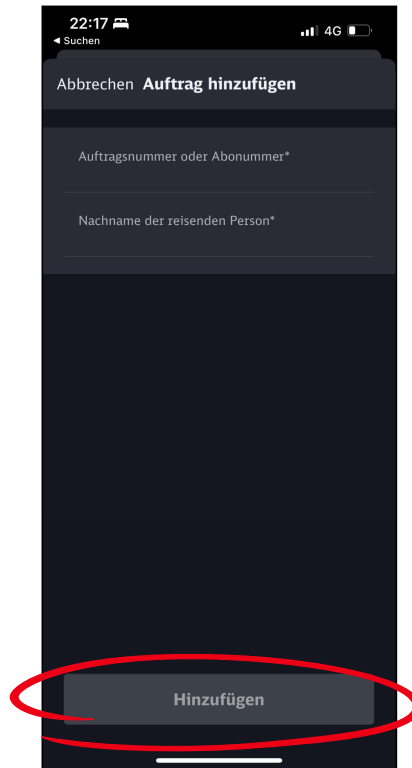 22:17
4G
◀ Suchen
Abbrechen Auftrag hinzufügen
Auftragsnummer oder Abonummer*
Nachname der reisenden Person*
Hinzufügen